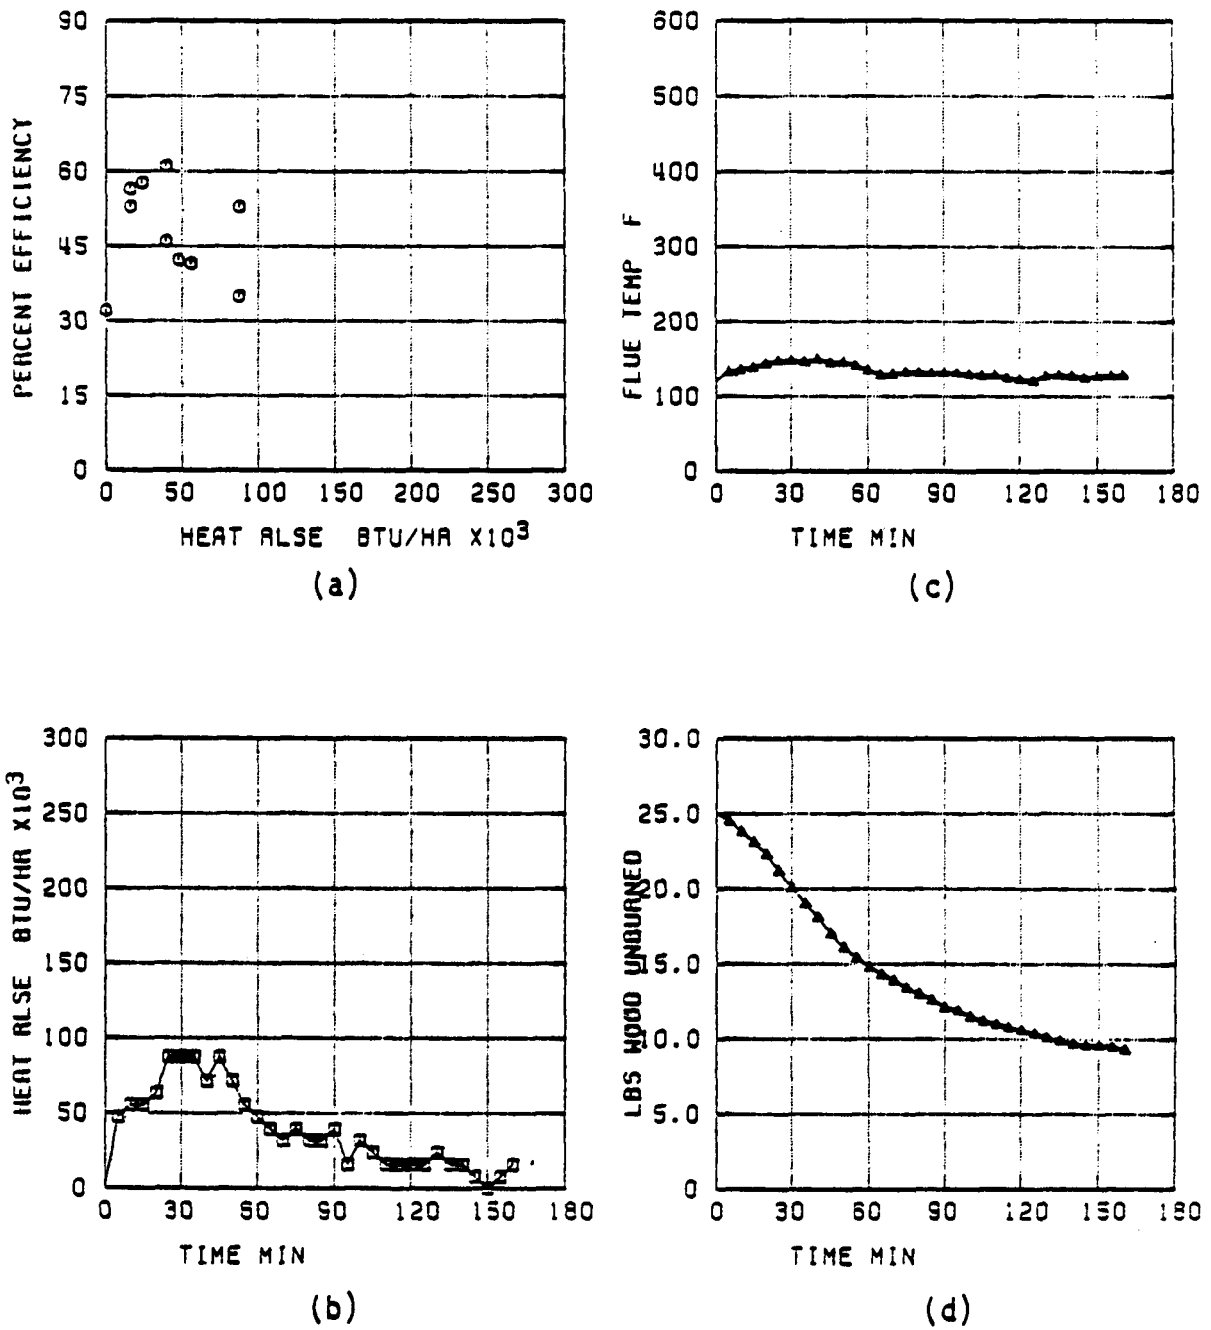 90
75
60
45
30
15
0
PERCENT EFFICIENCY
0 50 100 150 200 250 300
HEAT RLSE BTU/HR X10³
(a)
600
500
400
300
200
100
0
FLUE TEMP F
0 30 60 90 120 150 180
TIME MIN
(c)
300
250
200
150
100
50
0
HEAT RLSE BTU/HR X10³
0 30 60 90 120 150 180
TIME MIN
(b)
30.0
25.0
20.0
15.0
10.0
5.0
0
LBS WOOD UNBURNED
0 30 60 90 120 150 180
TIME MIN
(d)